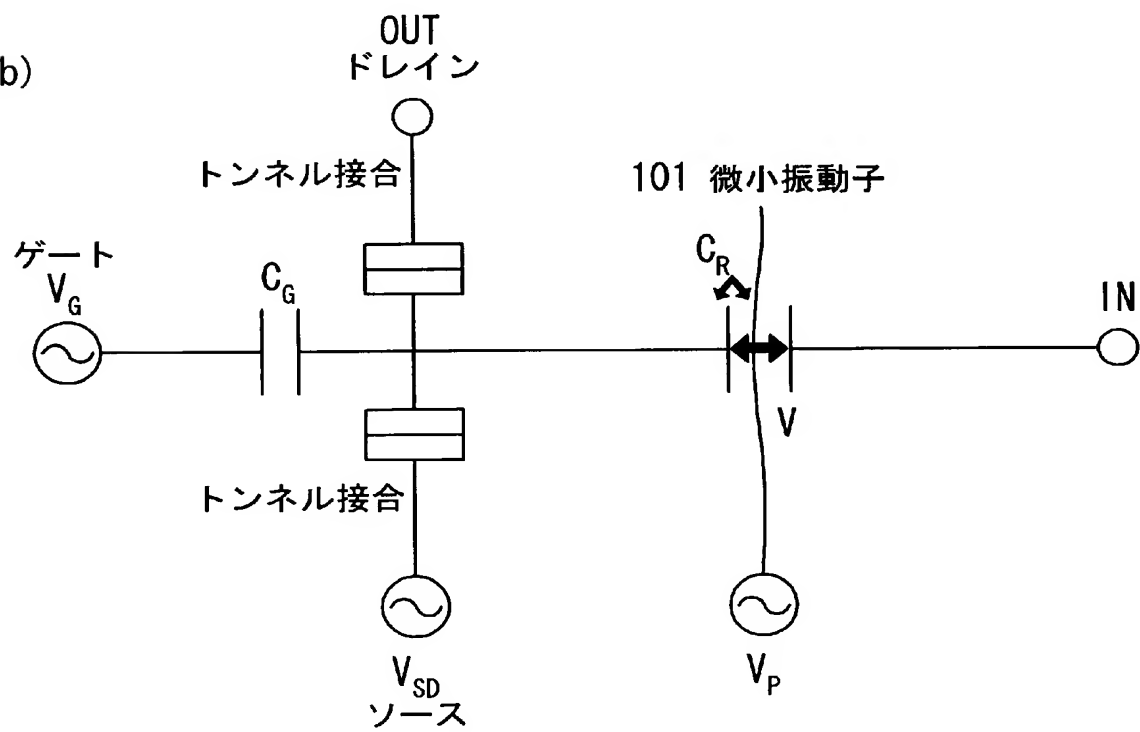 b)
OUT
ドレイン
トンネル接合
101 微小振動子
ゲート
V_G
C_G
C_R
IN
V
トンネル接合
V_SD
ソース
V_P